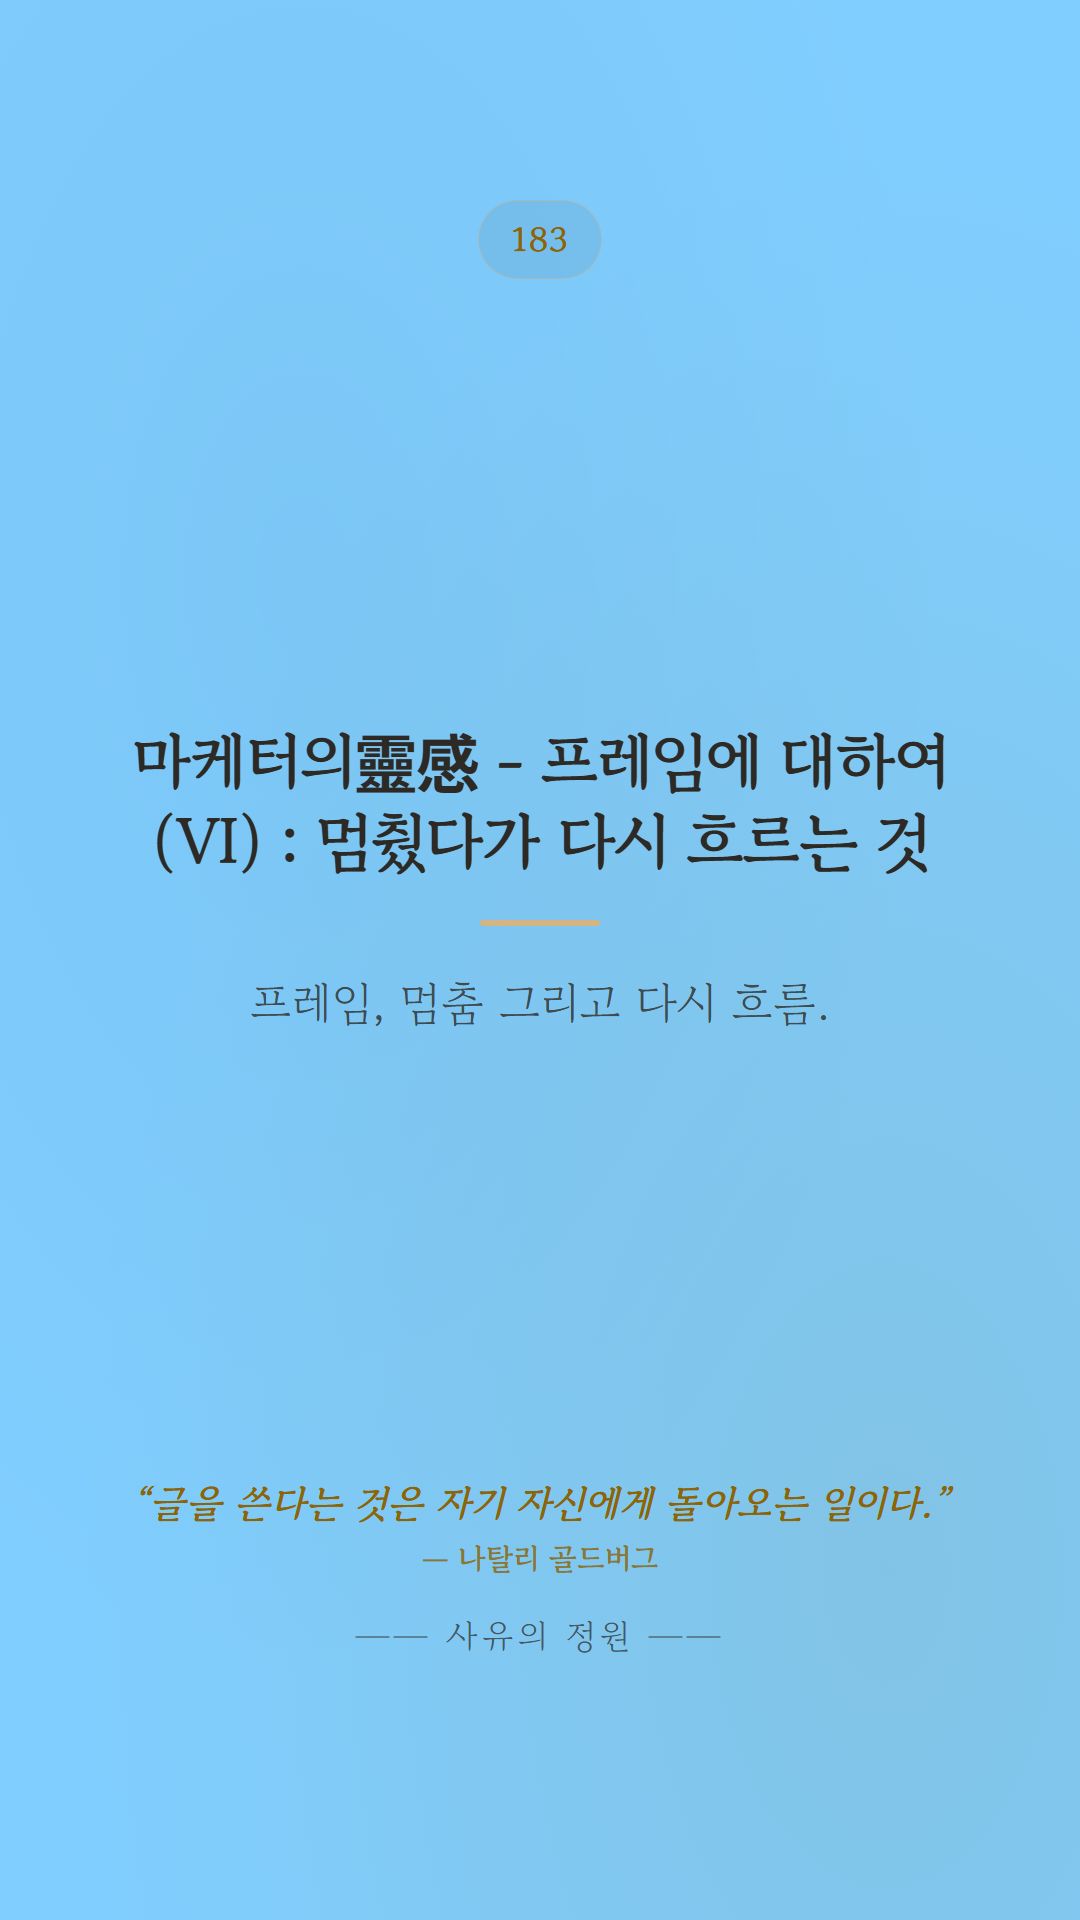 183
마케터의靈感 - 프레임에 대하여
(VI) : 멈췄다가 다시 흐르는 것
프레임, 멈춤 그리고 다시 흐름.
“글을 쓴다는 것은 자기 자신에게 돌아오는 일이다.”
— 나탈리 골드버그
—— 사유의 정원 ——